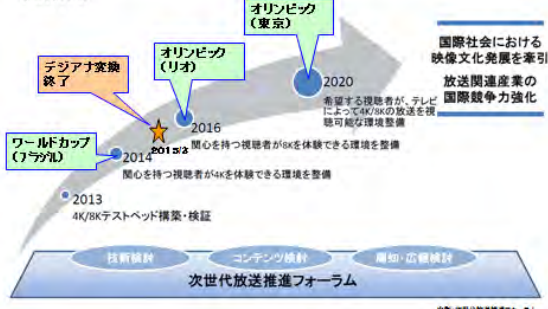 オリンピック
(東京)
オリンピック
(リオ)
デジアナ変換
終了
ワールドカップ
(ブラジル)
国際社会における
映像文化発展を牽引
放送関連産業の
国際競争力強化
2020
希望する視聴者が、テレビ
によって4K/8Kの放送を視
聴可能な環境整備
2016
関心を持つ視聴者が8Kを体験できる環境を整備
2015/3
2014
関心を持つ視聴者が4Kを体験できる環境を整備
2013
4K/8Kテストベッド構築・検証
技術検討
コンテンツ検討
周知・広報検討
次世代放送推進フォーラム